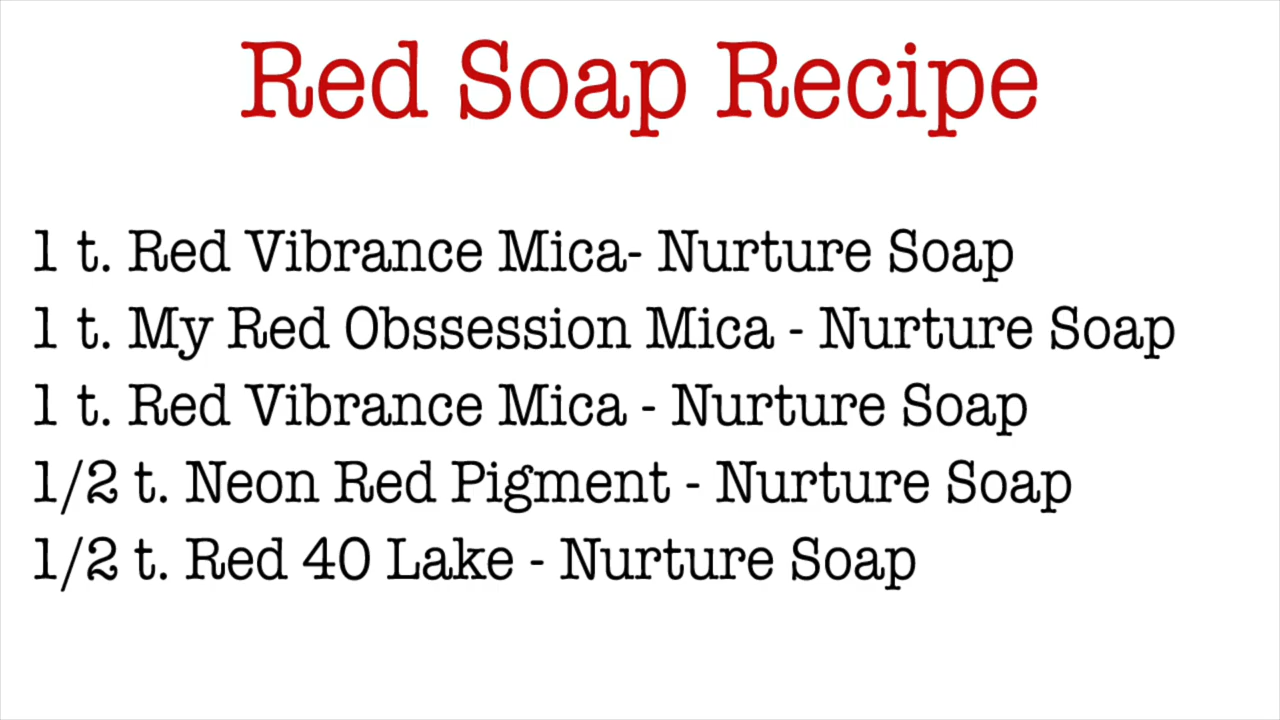 Red Soap Recipe
1 t. Red Vibrance Mica- Nurture Soap
1 t. My Red Obssession Mica - Nurture Soap
1 t. Red Vibrance Mica - Nurture Soap
1/2 t. Neon Red Pigment - Nurture Soap
1/2 t. Red 40 Lake - Nurture Soap